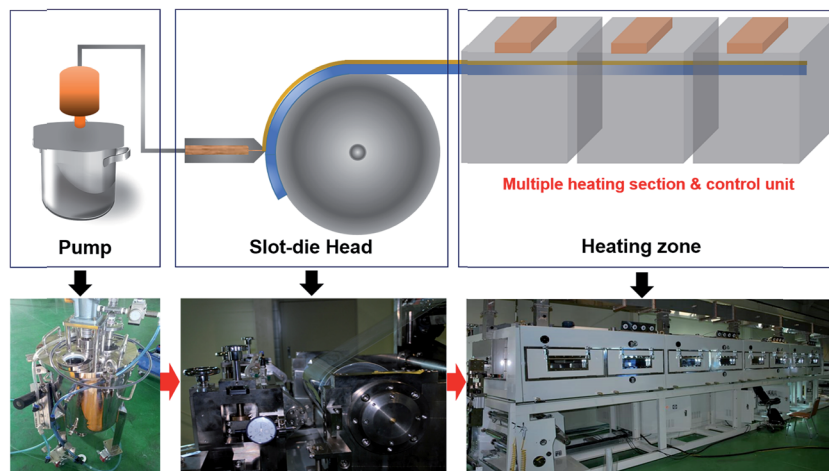 Multiple heating section & control unit
Pump
Slot-die Head
Heating zone